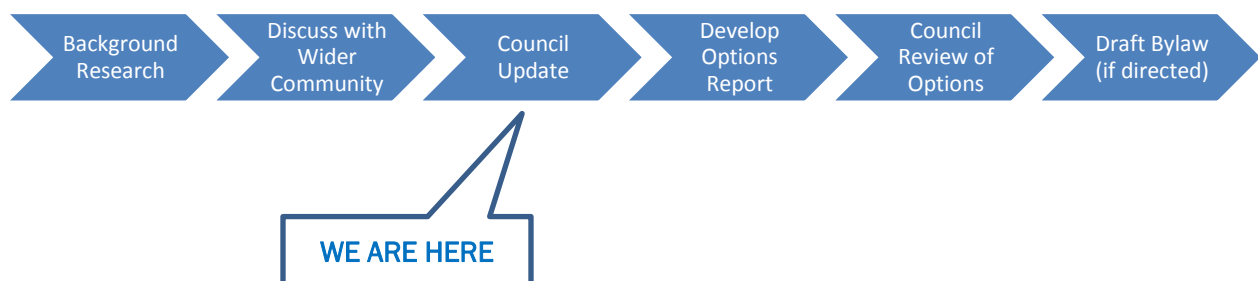 Background
Research
Discuss with
Wider
Community
Council
Update
Develop
Options
Report
Council
Review of
Options
Draft Bylaw
(if directed)
WE ARE HERE